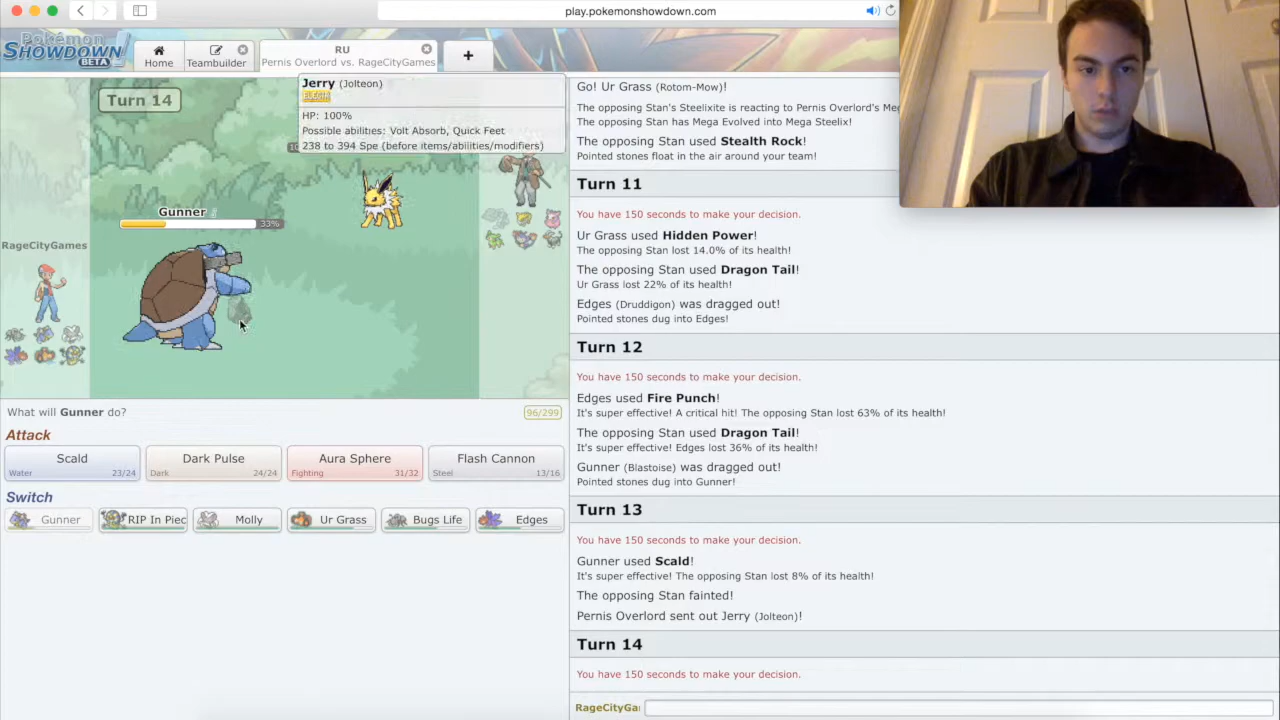 play.pokemonshowdown.com
Pokémon
SHOWDOWN!
BETA
Home
Teambuilder
RU
Pernis Overlord vs. RageCityGames
+
Turn 14
Jerry (Jolteon)
ELECTR
HP: 100%
Possible abilities: Volt Absorb, Quick Feet
238 to 394 Spe (before items/abilities/modifiers)
Gunner
33%
RageCityGames
What will Gunner do?
96/299
Attack
Scald
Water 23/24
Dark Pulse
Dark 24/24
Aura Sphere
Fighting 31/32
Flash Cannon
Steel 13/16
Switch
Gunner
RIP In Piec
Molly
Ur Grass
Bugs Life
Edges
Go! Ur Grass (Rotom-Mow)!
The opposing Stan's Steelixite is reacting to Pernis Overlord's Me
The opposing Stan has Mega Evolved into Mega Steelix!
The opposing Stan used Stealth Rock!
Pointed stones float in the air around your team!
Turn 11
You have 150 seconds to make your decision.
Ur Grass used Hidden Power!
The opposing Stan lost 14.0% of its health!
The opposing Stan used Dragon Tail!
Ur Grass lost 22% of its health!
Edges (Druddigon) was dragged out!
Pointed stones dug into Edges!
Turn 12
You have 150 seconds to make your decision.
Edges used Fire Punch!
It's super effective! A critical hit! The opposing Stan lost 63% of its health!
The opposing Stan used Dragon Tail!
It's super effective! Edges lost 36% of its health!
Gunner (Blastoise) was dragged out!
Pointed stones dug into Gunner!
Turn 13
You have 150 seconds to make your decision.
Gunner used Scald!
It's super effective! The opposing Stan lost 8% of its health!
The opposing Stan fainted!
Pernis Overlord sent out Jerry (Jolteon)!
Turn 14
You have 150 seconds to make your decision.
RageCityGa